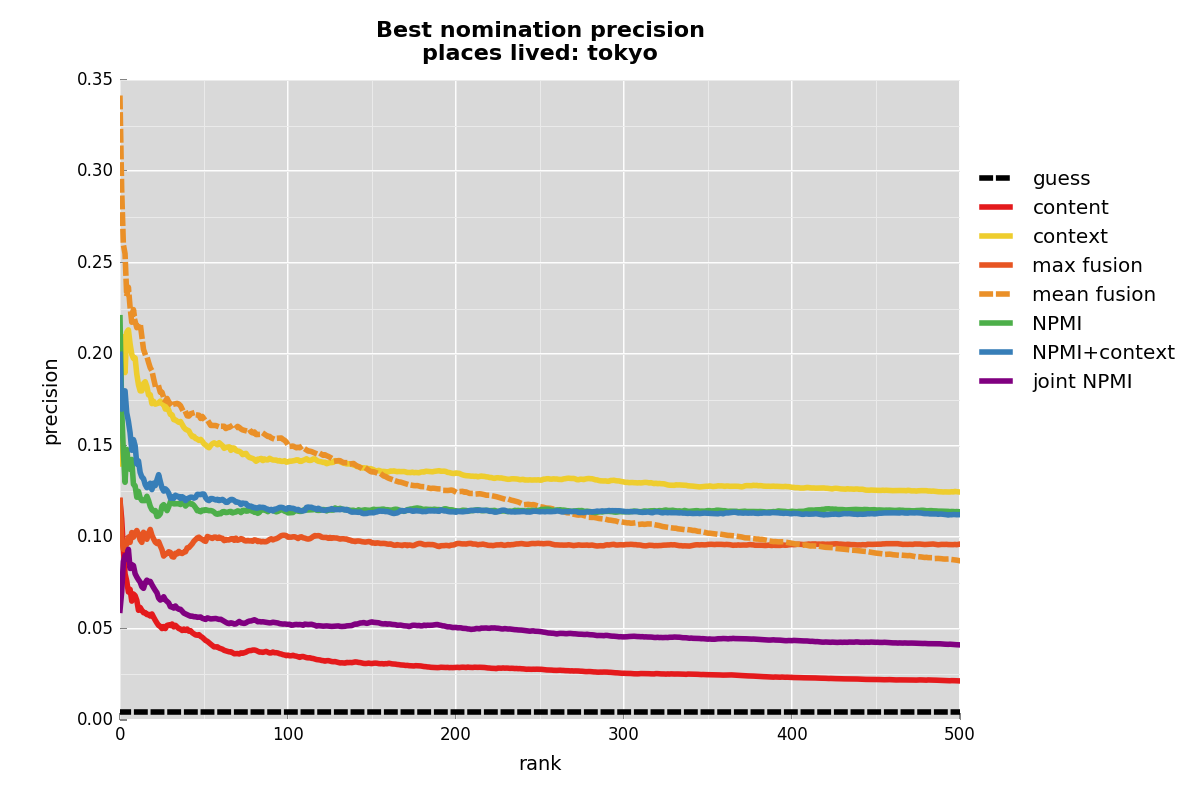 Best nomination precision
places lived: tokyo
precision
0.35
0.30
0.25
0.20
0.15
0.10
0.05
0.00
0
100
200
300
400
500
rank
guess
content
context
max fusion
mean fusion
NPMI
NPMI+context
joint NPMI